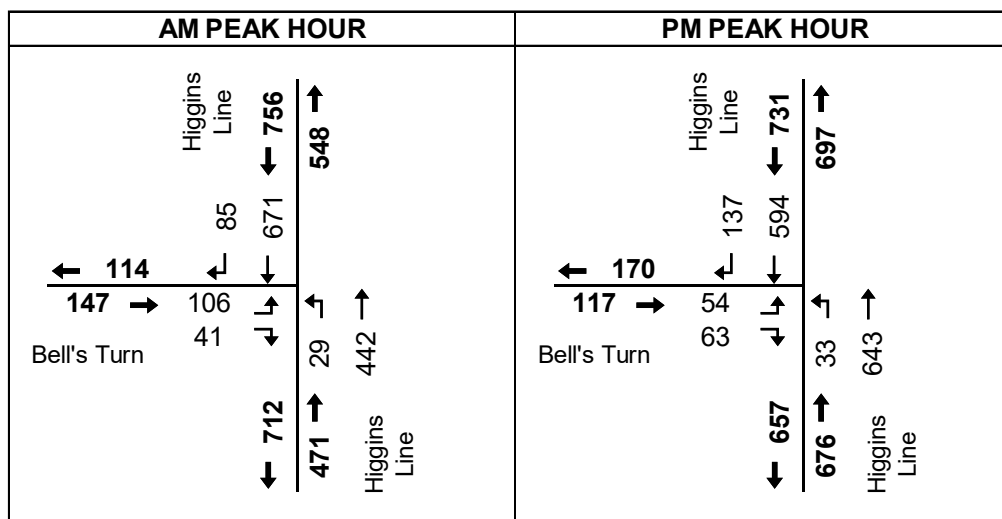 AM PEAK HOUR
Higgins
Line
756
548
85
671
114
147
106
41
Bell's Turn
29
442
712
471
Higgins
Line
PM PEAK HOUR
Higgins
Line
731
697
137
594
170
117
54
63
Bell's Turn
33
643
657
676
Higgins
Line